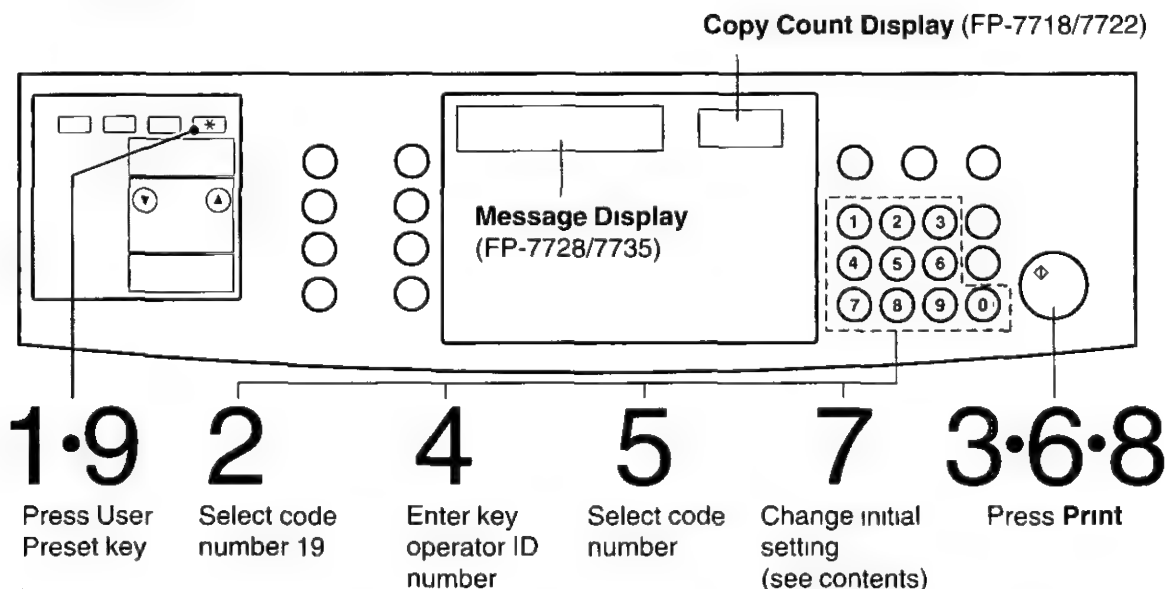 Copy Count Display (FP-7718/7722)
*
▼ ▲
Message Display
(FP-7728/7735)
1 2 3
4 5 6
7 8 9 0
1•9 2 4 5 7 3•6•8
Press User
Preset key
Select code
number 19
Enter key
operator ID
number
Select code
number
Change initial
setting
(see contents)
Press Print